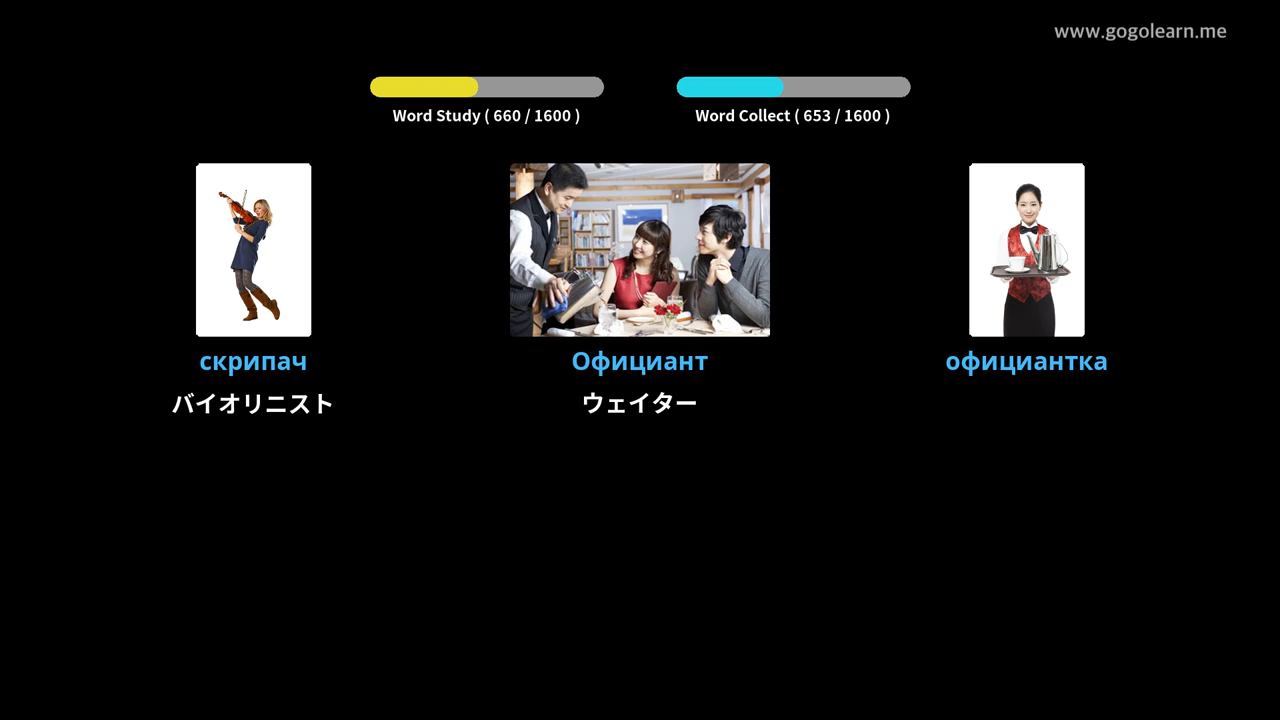 www.gogolearn.me
Word Study ( 660 / 1600 )
Word Collect ( 653 / 1600 )
скрипач
Официант
официантка
バイオリニスト
ウェイター